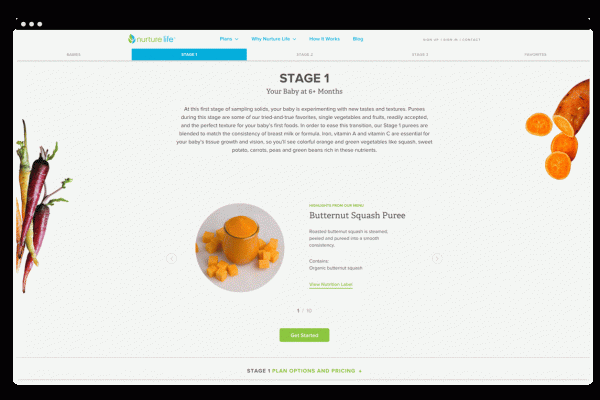 nurture life
Plans
Why Nurture Life
How It Works
Blog
SIGN UP / SIGN IN / CONTACT
STAGE 1
STAGE 2
STAGE 3
FAVORITES
STAGE 1
Your Baby at 6+ Months
At this first stage of sampling solids, your baby is experimenting with new tastes and textures. Purees
during this stage are some of our tried-and-true favorites, single vegetables and fruits, readily accepted,
and the perfect texture for your baby's first foods. In order to ease this transition, our Stage 1 purees are
blended to match the consistency of breast milk or formula. Iron, vitamin A and vitamin C are essential for
your baby's tissue growth and vision, so you'll see colorful orange and green vegetables like squash, sweet
potato, carrots, peas and green beans rich in these nutrients.
HIGHLIGHTS FROM OUR MENU
Butternut Squash Puree
Roasted butternut squash is steamed,
peeled and pureed into a smooth
consistency.
Contains:
Organic butternut squash
View Nutrition Label
1 / 10
Get Started
STAGE 1 PLAN OPTIONS AND PRICING +